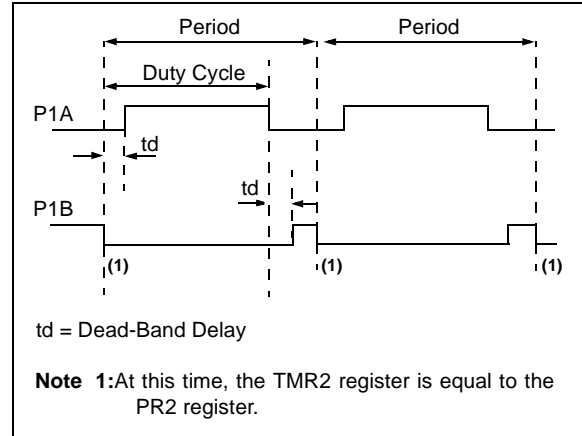 Period Period
Duty Cycle
P1A
td
td
P1B
(1) (1) (1)
td = Dead-Band Delay
Note 1:At this time, the TMR2 register is equal to the
PR2 register.